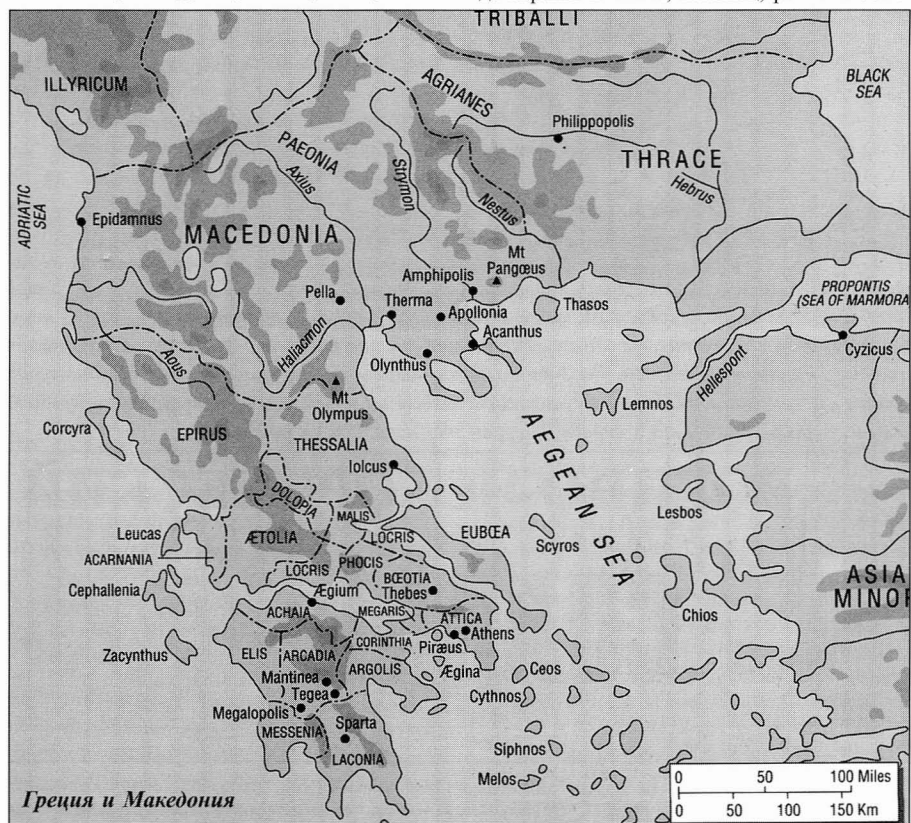 TRIBALLI
ILLYRICUM
AGRIANES
BLACK
SEA
Philippopolis
PAEONIA
THRACE
Axius
Strymon
Hebrus
ADRIATIC
SEA
Epidamnus
Nestus
MACEDONIA
Mt
Pangœus
Amphipolis
PROPONTIS
(SEA OF MARMORA)
Pella
Therma
Apollonia
Thasos
Acanthus
Haliacmon
Olynthus
Cyzicus
Hellespont
Aous
Mt
Olympus
Lemnos
Corcyra
EPIRUS
THESSALIA
AEGEAN SEA
Iolcus
DOLOPIA
Lesbos
MALIS
Leucas
ÆTOLIA
LOCRIS
EUBŒA
Scyros
ACARNANIA
PHOCIS
LOCRIS
BŒOTIA
Thebes
ASIA
MINOR
Cephallenia
Ægium
Chios
ACHAIA
MEGARIS
ATTICA
Athens
Piræus
CORINTHIA
Zacynthus
ELIS
ARCADIA
ARGOLIS
Ægina
Ceos
Mantinea
Cythnos
Tegea
Megalopolis
MESSENIA
Sparta
Siphnos
LACONIA
Melos
0 50 100 Miles
0 50 100 150 Km
Греция и Македония